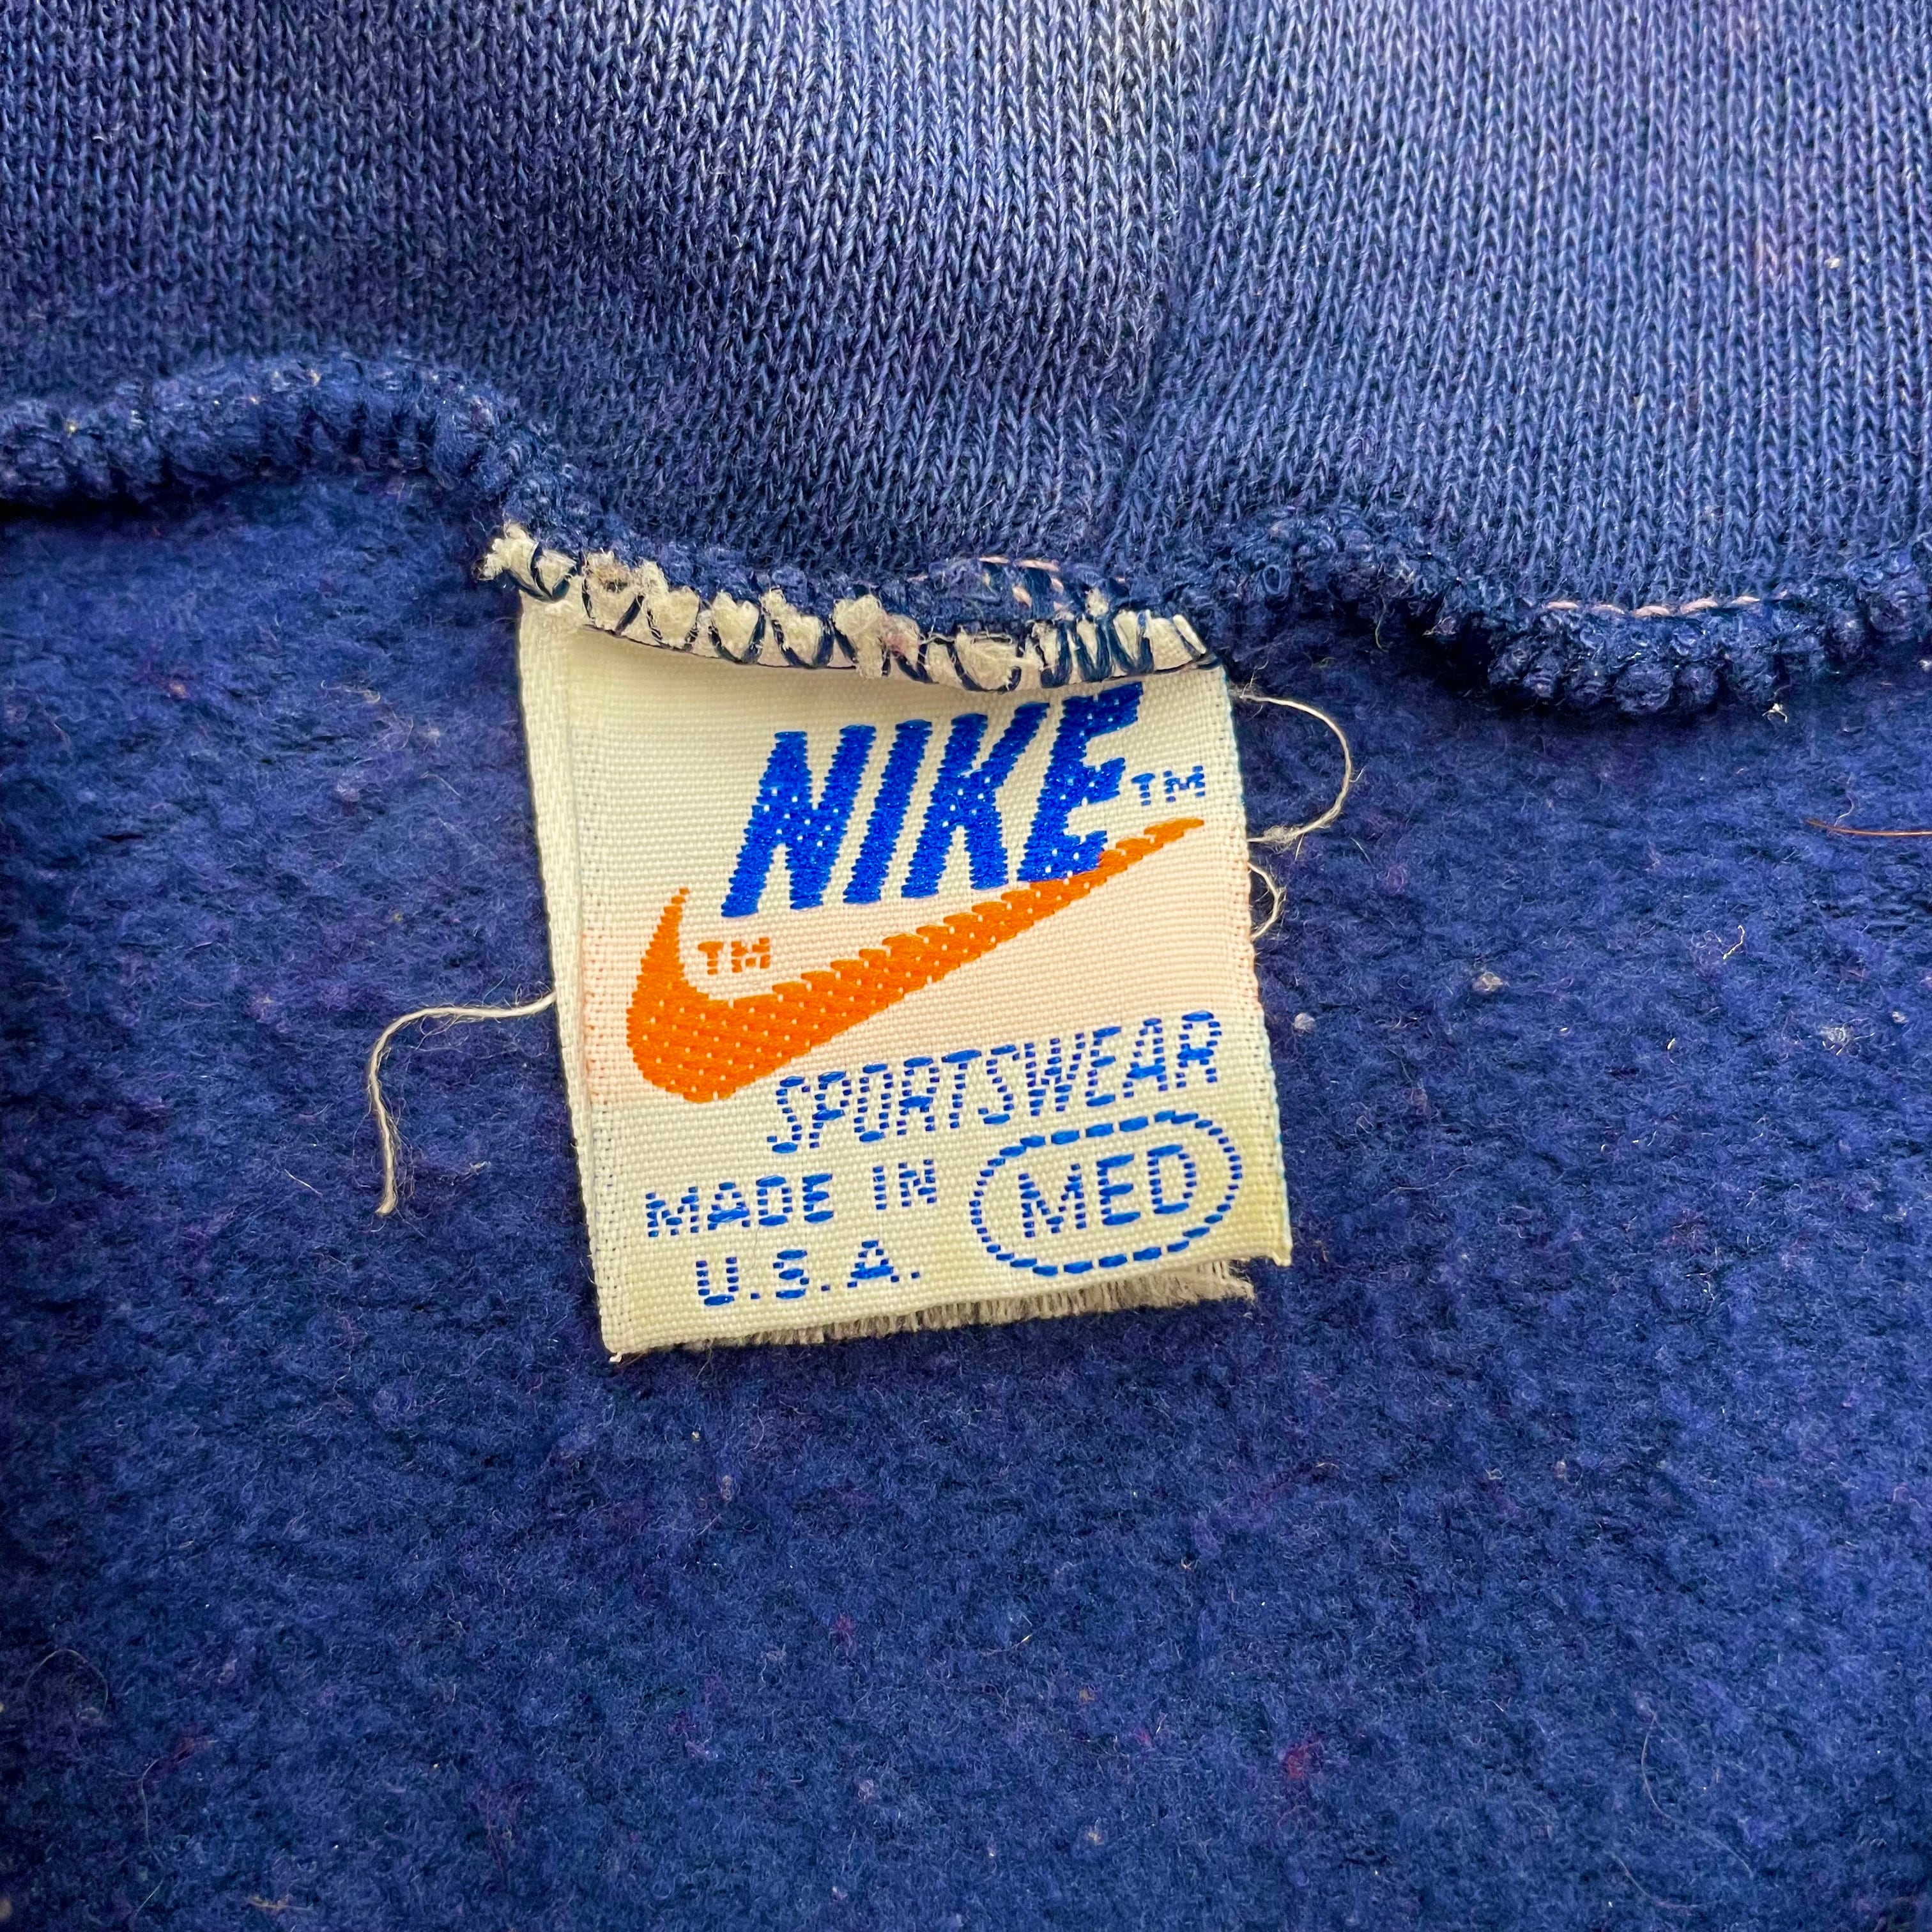 NIKE™
™
SPORTSWEAR
MADE IN
U.S.A.
MED